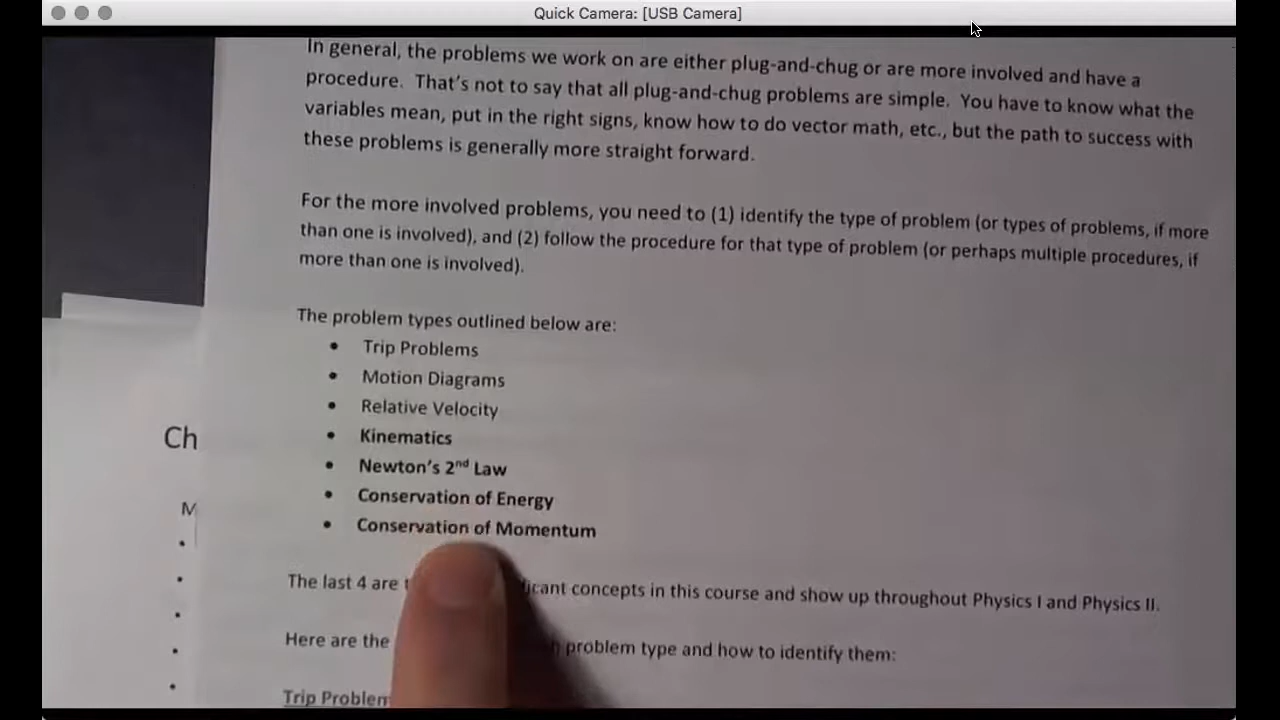 Quick Camera: [USB Camera]
In general, the problems we work on are either plug-and-chug or are more involved and have a
procedure. That's not to say that all plug-and-chug problems are simple. You have to know what the
variables mean, put in the right signs, know how to do vector math, etc., but the path to success with
these problems is generally more straight forward.
For the more involved problems, you need to (1) identify the type of problem (or types of problems, if more
than one is involved), and (2) follow the procedure for that type of problem (or perhaps multiple procedures, if
more than one is involved).
The problem types outlined below are:
• Trip Problems
• Motion Diagrams
• Relative Velocity
• Kinematics
• Newton's 2nd Law
• Conservation of Energy
• Conservation of Momentum
The last 4 are concepts in this course and show up throughout Physics I and Physics II.
Here are the problem type and how to identify them:
Trip
Ch
M